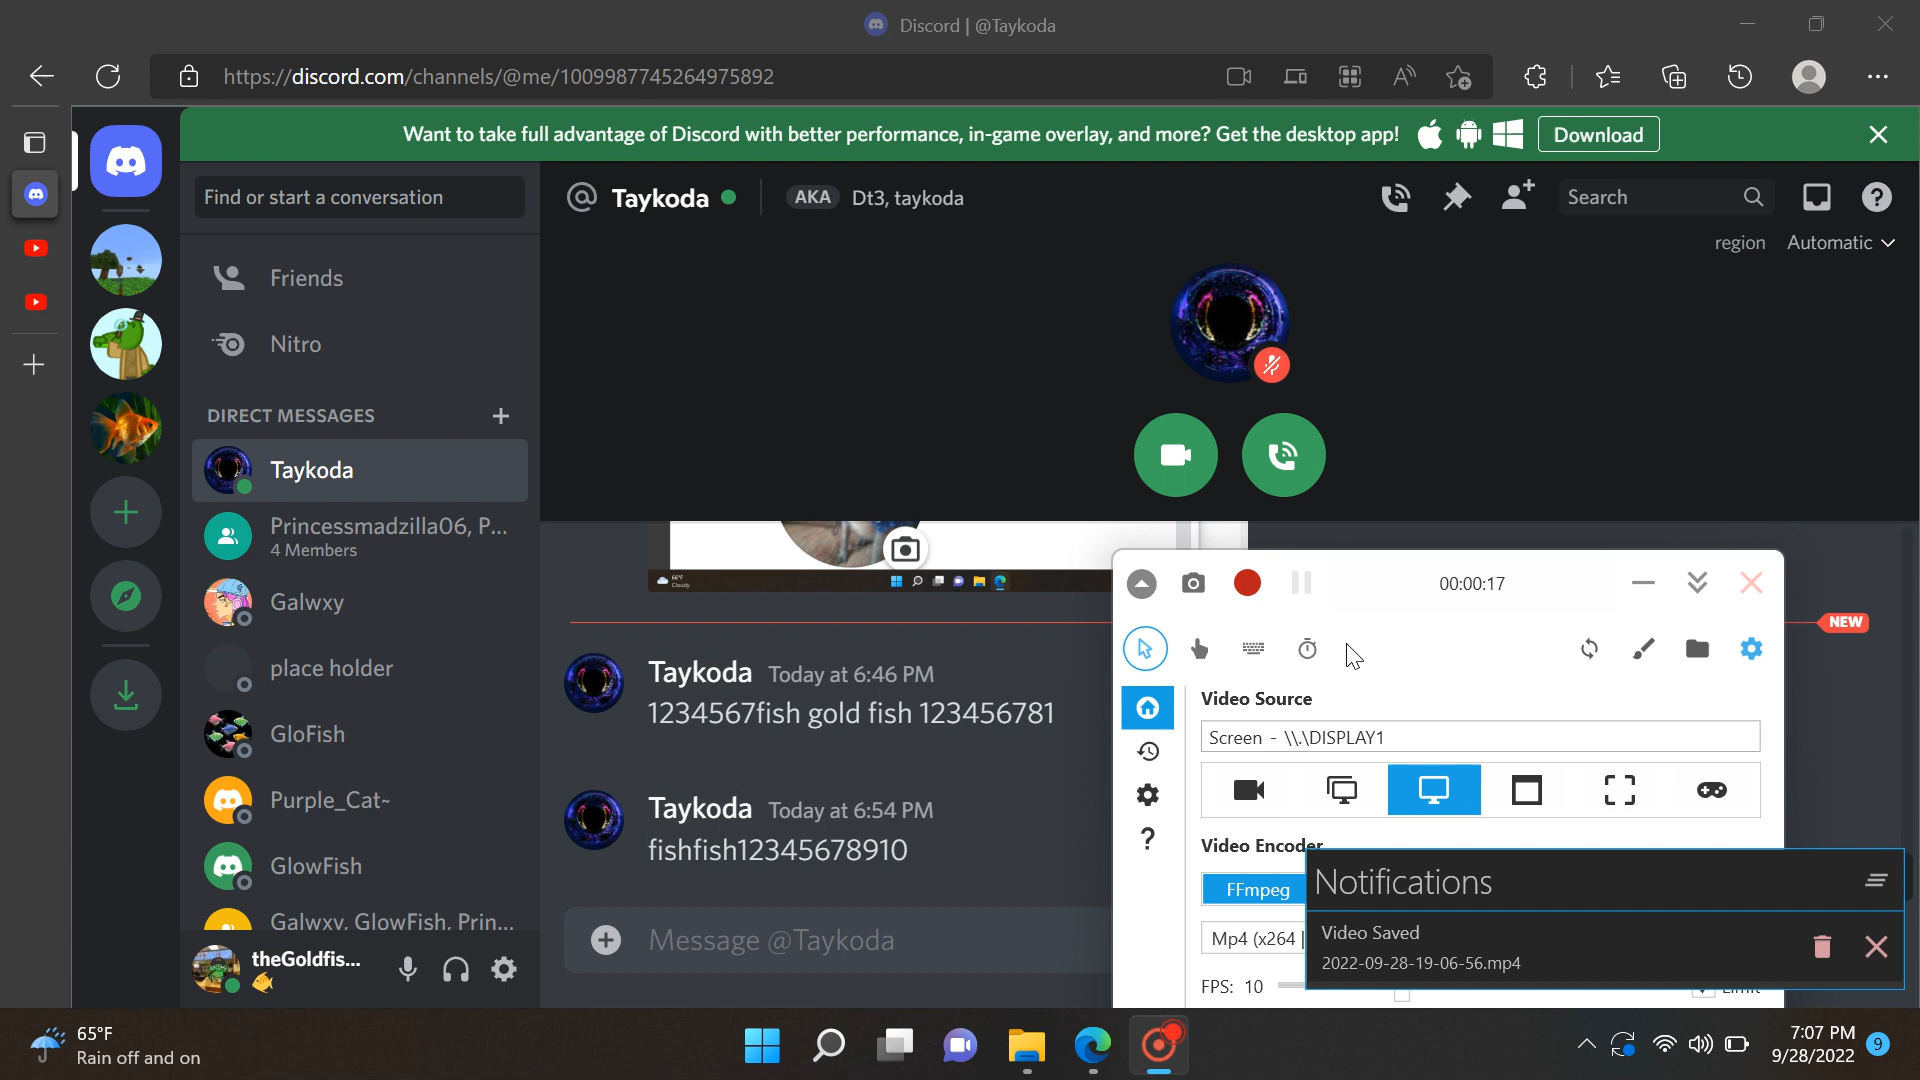 Discord | @Taykoda
https://discord.com/channels/@me/1009987745264975892
Want to take full advantage of Discord with better performance, in-game overlay, and more? Get the desktop app!
Download
Find or start a conversation
Taykoda
AKA
Dt3, taykoda
Search
region Automatic
Friends
Nitro
DIRECT MESSAGES
Taykoda
Princessmadzilla06, P...
4 Members
Galwxy
place holder
GloFish
Purple_Cat~
GlowFish
Galwxy, GlowFish, Prin...
theGoldfis...
66°F
Cloudy
NEW
Taykoda Today at 6:46 PM
1234567fish gold fish 123456781
Taykoda Today at 6:54 PM
fishfish12345678910
Message @Taykoda
00:00:17
Video Source
Screen - \\.\DISPLAY1
Video Encoder
FFmpeg
Mp4 (x264 |
FPS: 10
Limit
Notifications
Video Saved
2022-09-28-19-06-56.mp4
65°F
Rain off and on
7:07 PM
9/28/2022
9